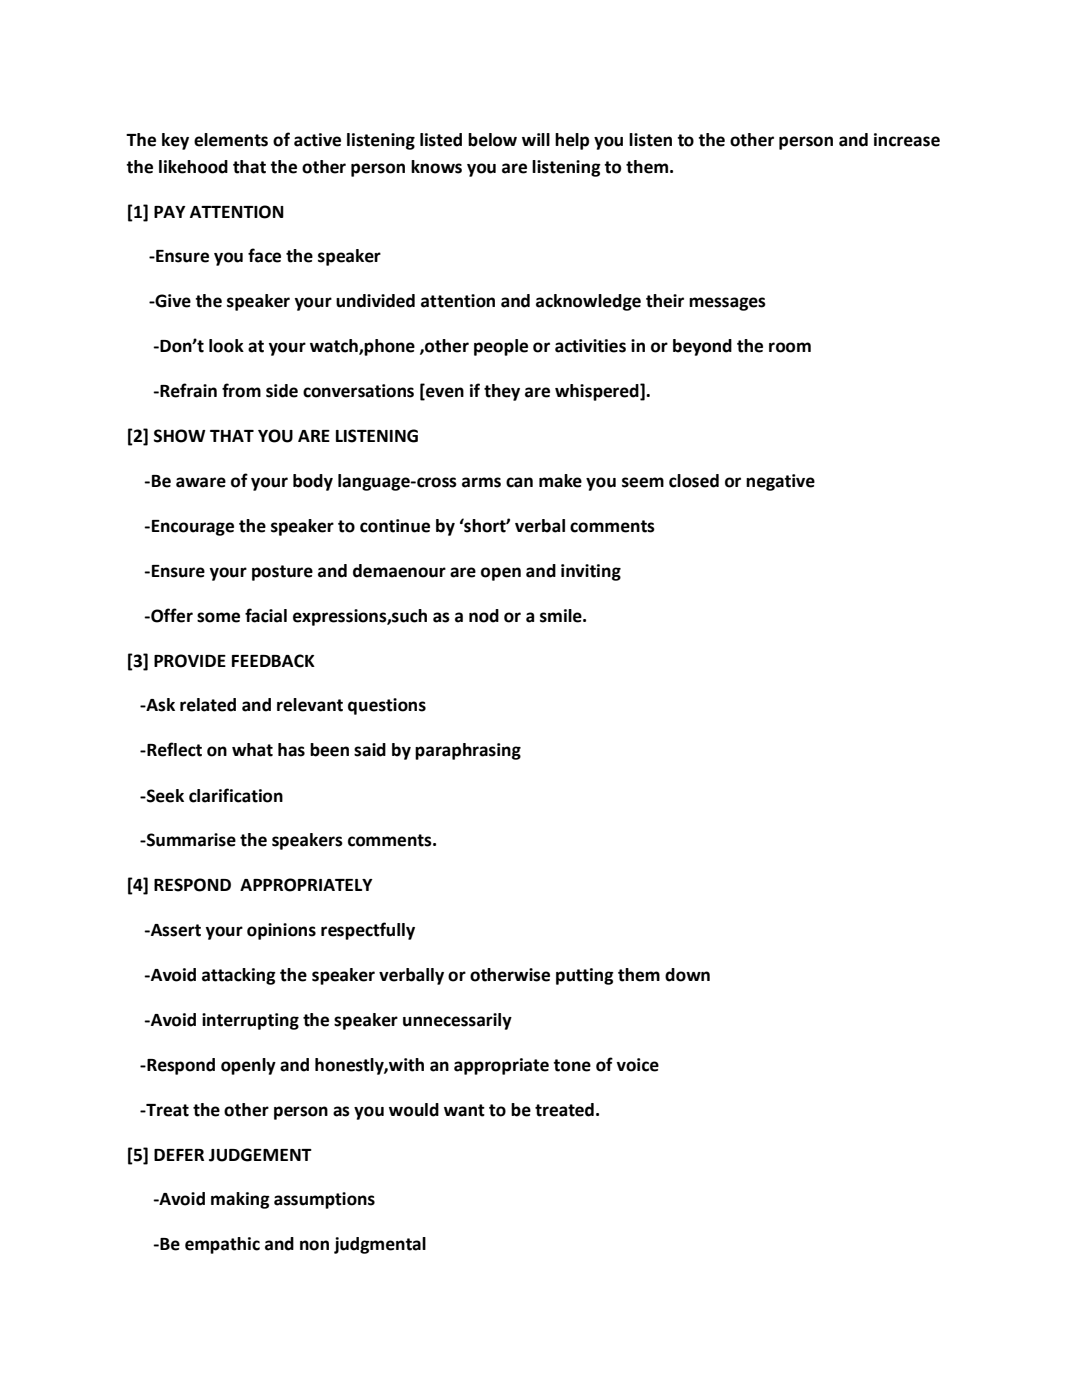 The key elements of active listening listed below will help you listen to the other person and increase
the likehood that the other person knows you are listening to them.
[1] PAY ATTENTION
-Ensure you face the speaker
-Give the speaker your undivided attention and acknowledge their messages
-Don’t look at your watch,phone ,other people or activities in or beyond the room
-Refrain from side conversations [even if they are whispered].
[2] SHOW THAT YOU ARE LISTENING
-Be aware of your body language-cross arms can make you seem closed or negative
-Encourage the speaker to continue by ‘short’ verbal comments
-Ensure your posture and demaenour are open and inviting
-Offer some facial expressions,such as a nod or a smile.
[3] PROVIDE FEEDBACK
-Ask related and relevant questions
-Reflect on what has been said by paraphrasing
-Seek clarification
-Summarise the speakers comments.
[4] RESPOND  APPROPRIATELY
-Assert your opinions respectfully
-Avoid attacking the speaker verbally or otherwise putting them down
-Avoid interrupting the speaker unnecessarily
-Respond openly and honestly,with an appropriate tone of voice
-Treat the other person as you would want to be treated.
[5] DEFER JUDGEMENT
-Avoid making assumptions
-Be empathic and non judgmental